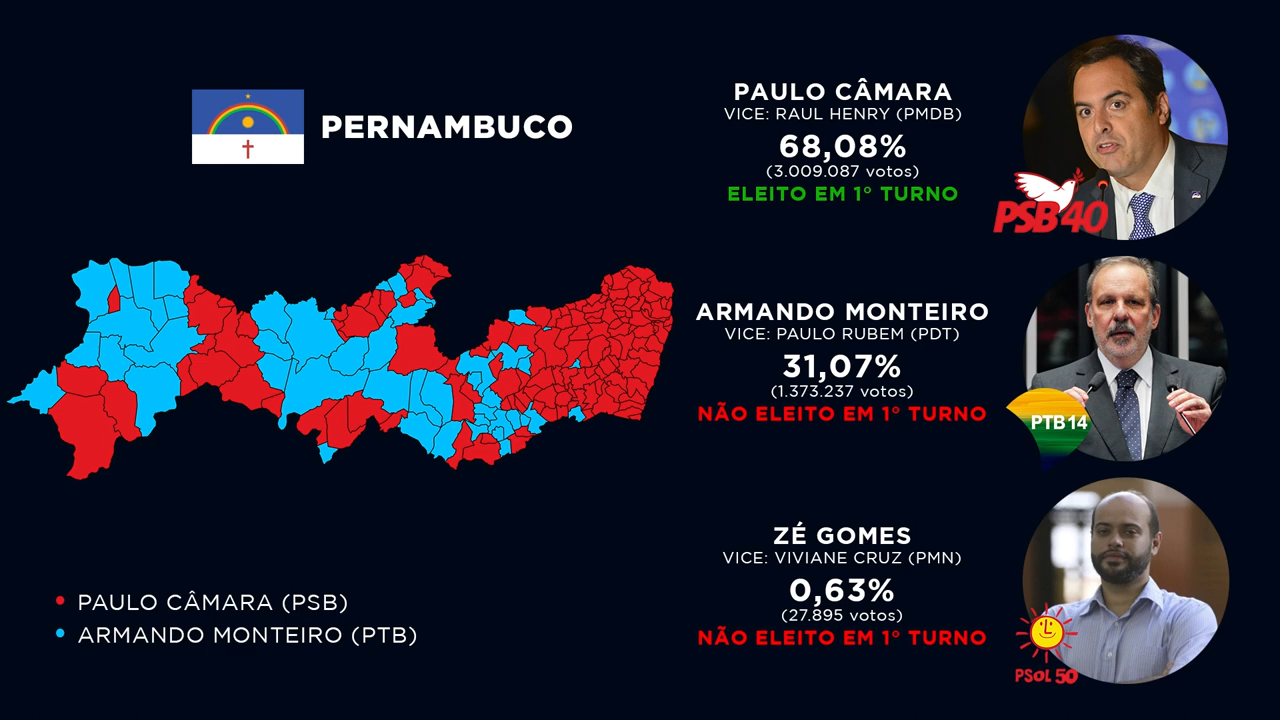 PERNAMBUCO
PAULO CÂMARA
VICE: RAUL HENRY (PMDB)
68,08%
(3.009.087 votos)
ELEITO EM 1° TURNO
PSB 40
ARMANDO MONTEIRO
VICE: PAULO RUBEM (PDT)
31,07%
(1.373.237 votos)
NÃO ELEITO EM 1° TURNO
PTB 14
ZÉ GOMES
VICE: VIVIANE CRUZ (PMN)
0,63%
(27.895 votos)
NÃO ELEITO EM 1° TURNO
PSOL 50
PAULO CÂMARA (PSB)
ARMANDO MONTEIRO (PTB)